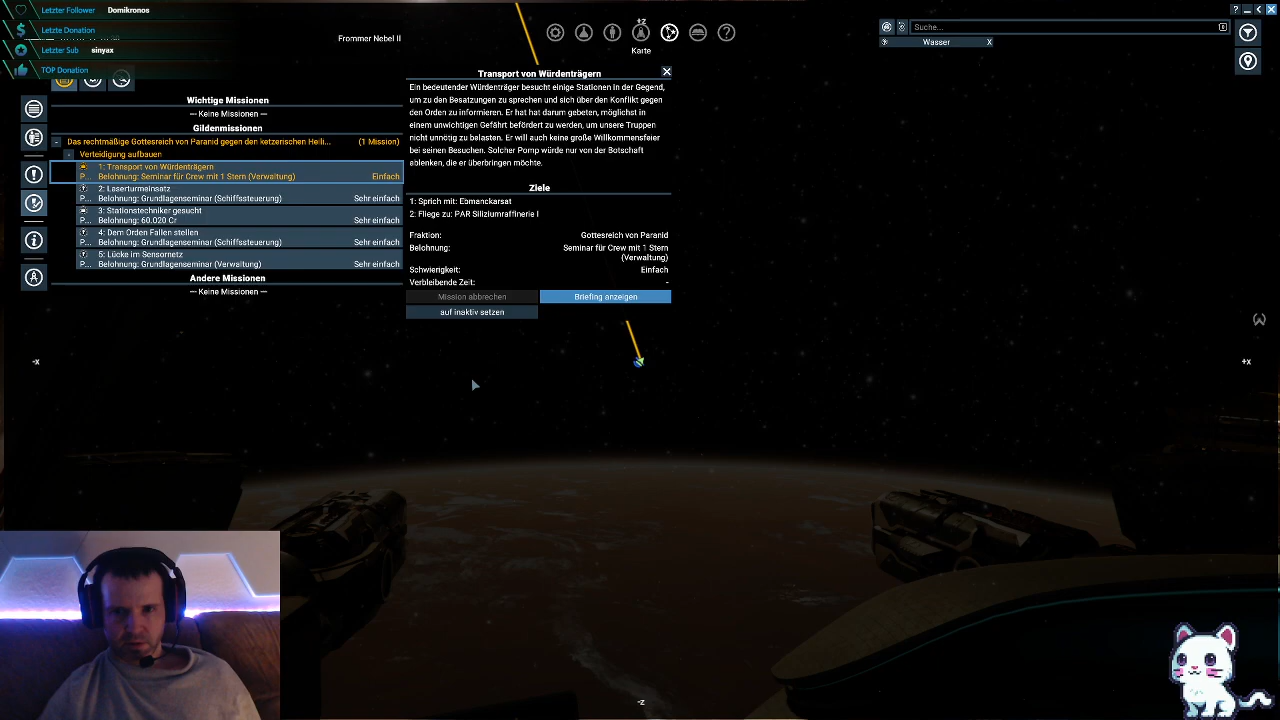 Letzter Follower Domikronos
Letzte Donation
Letzter Sub sinyax
TOP Donation
Frommer Nebel II
+Z
Karte
? – < X
Suche...
Wasser X
Wichtige Missionen
--- Keine Missionen ---
Gildenmissionen
Das rechtmäßige Gottesreich von Paranid gegen den ketzerischen Heili... (1 Mission)
Verteidigung aufbauen
1: Transport von Würdenträgern
P... Belohnung: Seminar für Crew mit 1 Stern (Verwaltung) Einfach
2: Laserturmeinsatz
P... Belohnung: Grundlagenseminar (Schiffssteuerung) Sehr einfach
3: Stationstechniker gesucht
P... Belohnung: 60.020 Cr Sehr einfach
4: Dem Orden Fallen stellen
P... Belohnung: Grundlagenseminar (Schiffssteuerung) Sehr einfach
5: Lücke im Sensornetz
P... Belohnung: Grundlagenseminar (Verwaltung) Sehr einfach
Andere Missionen
--- Keine Missionen ---
Transport von Würdenträgern X
Ein bedeutender Würdenträger besucht einige Stationen in der Gegend,
um zu den Besatzungen zu sprechen und sich über den Konflikt gegen
den Orden zu informieren. Er hat darum gebeten, möglichst in
einem unwichtigen Gefährt befördert zu werden, um unsere Truppen
nicht unnötig zu belasten. Er will auch keine große Willkommensfeier
bei seinen Besuchen. Solcher Pomp würde nur von der Botschaft
ablenken, die er überbringen möchte.
Ziele
1: Sprich mit: Ebmanckarsat
2: Fliege zu: PAR Siliziumraffinerie I
Fraktion: Gottesreich von Paranid
Belohnung: Seminar für Crew mit 1 Stern
(Verwaltung)
Schwierigkeit: Einfach
Verbleibende Zeit: -
Mission abbrechen Briefing anzeigen
auf inaktiv setzen
-x
+x
-z